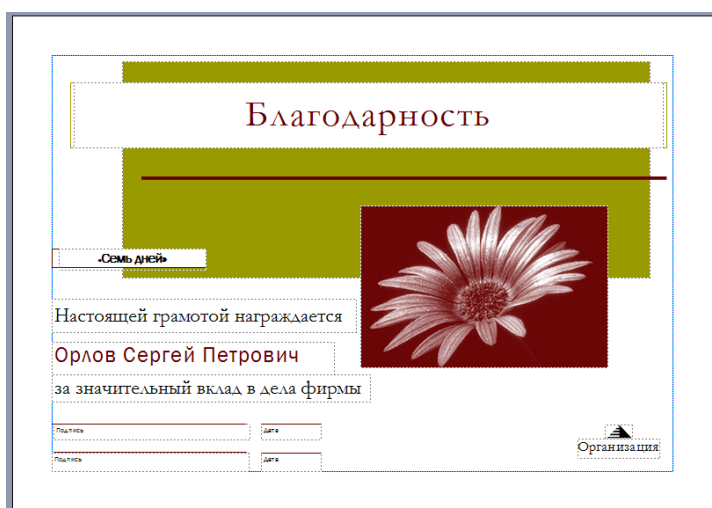 Благодарность
«Семь дней»
Настоящей грамотой награждается
Орлов Сергей Петрович
за значительный вклад в дела фирмы
Подпись Дата
Подпись Дата
Организация